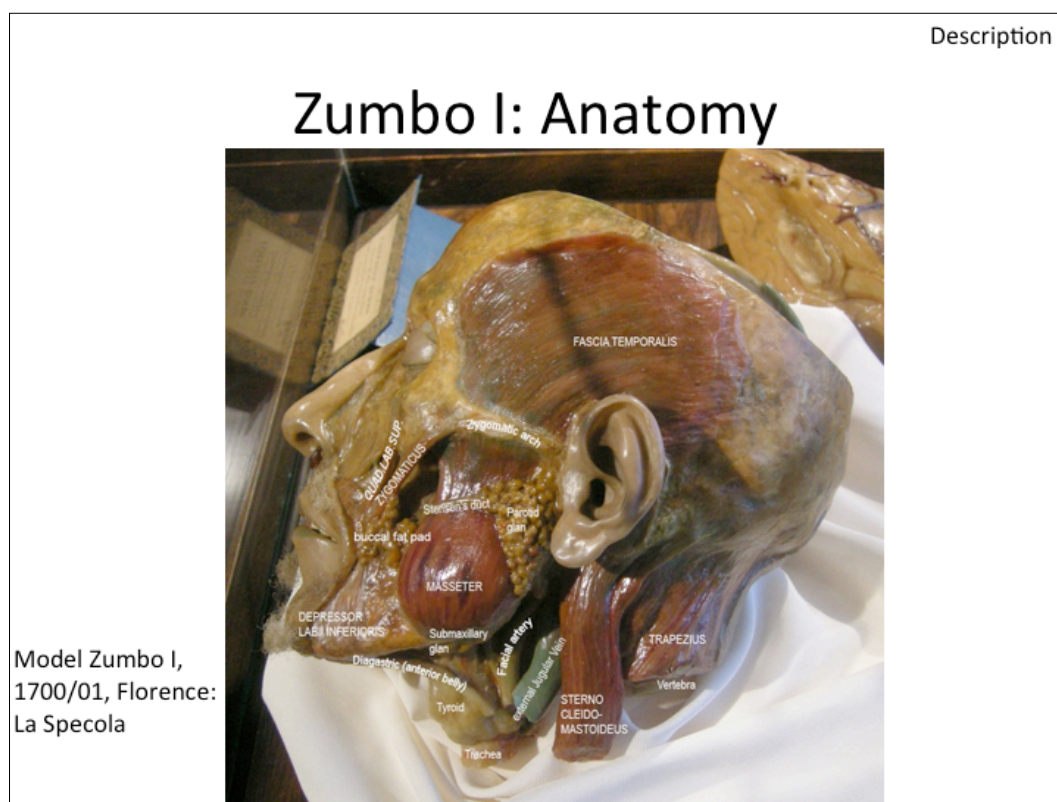 Description
Zumbo I: Anatomy
FASCIA TEMPORALIS
Zygomatic arch
QUAD LAB SUP.
ZYGOMATICUS
Stenson's duct
Parotid
glan
buccal fat pad
MASSETER
DEPRESSOR
LABII INFERIORIS
Submaxillary
glan
Facial artery
TRAPEZIUS
Diagastric (anterior belly)
external Jugular Vein
Vertebra
Tyroid
STERNO
CLEIDO-
MASTOIDEUS
Trachea
Model Zumbo I,
1700/01, Florence:
La Specola